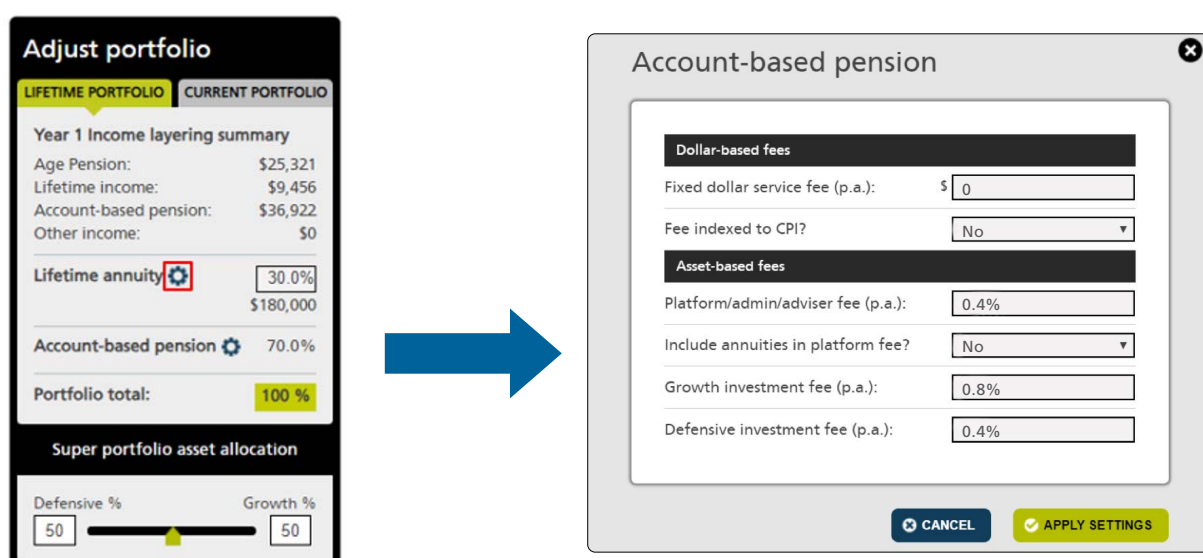 Adjust portfolio
LIFETIME PORTFOLIO CURRENT PORTFOLIO
Year 1 Income layering summary
Age Pension: $25,321
Lifetime income: $9,456
Account-based pension: $36,922
Other income: $0
Lifetime annuity 30.0%
$180,000
Account-based pension 70.0%
Portfolio total: 100 %
Super portfolio asset allocation
Defensive % Growth %
50 50
Account-based pension
Dollar-based fees
Fixed dollar service fee (p.a.): $ 0
Fee indexed to CPI? No
Asset-based fees
Platform/admin/adviser fee (p.a.): 0.4%
Include annuities in platform fee? No
Growth investment fee (p.a.): 0.8%
Defensive investment fee (p.a.): 0.4%
CANCEL APPLY SETTINGS